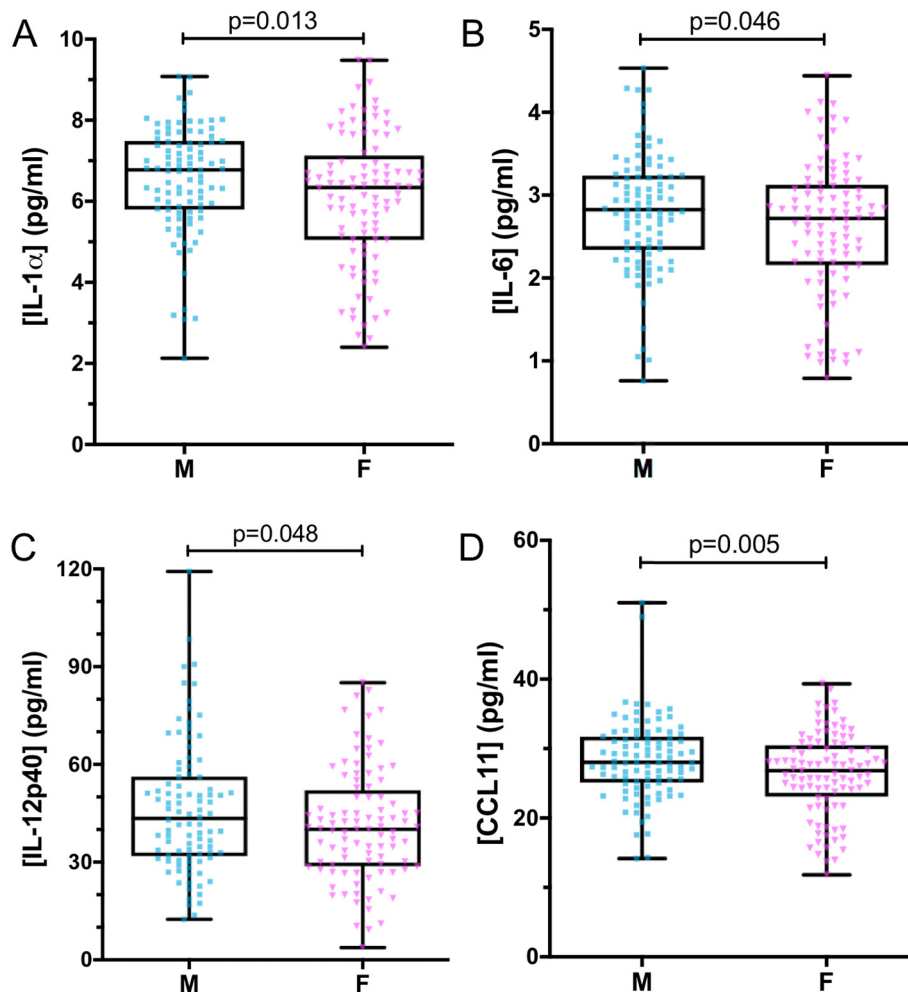 A
p=0.013
[IL-1α] (pg/ml)
10
8
6
4
2
0
M F
B
p=0.046
[IL-6] (pg/ml)
5
4
3
2
1
0
M F
C
p=0.048
[IL-12p40] (pg/ml)
120
90
60
30
0
M F
D
p=0.005
[CCL11] (pg/ml)
60
40
20
0
M F